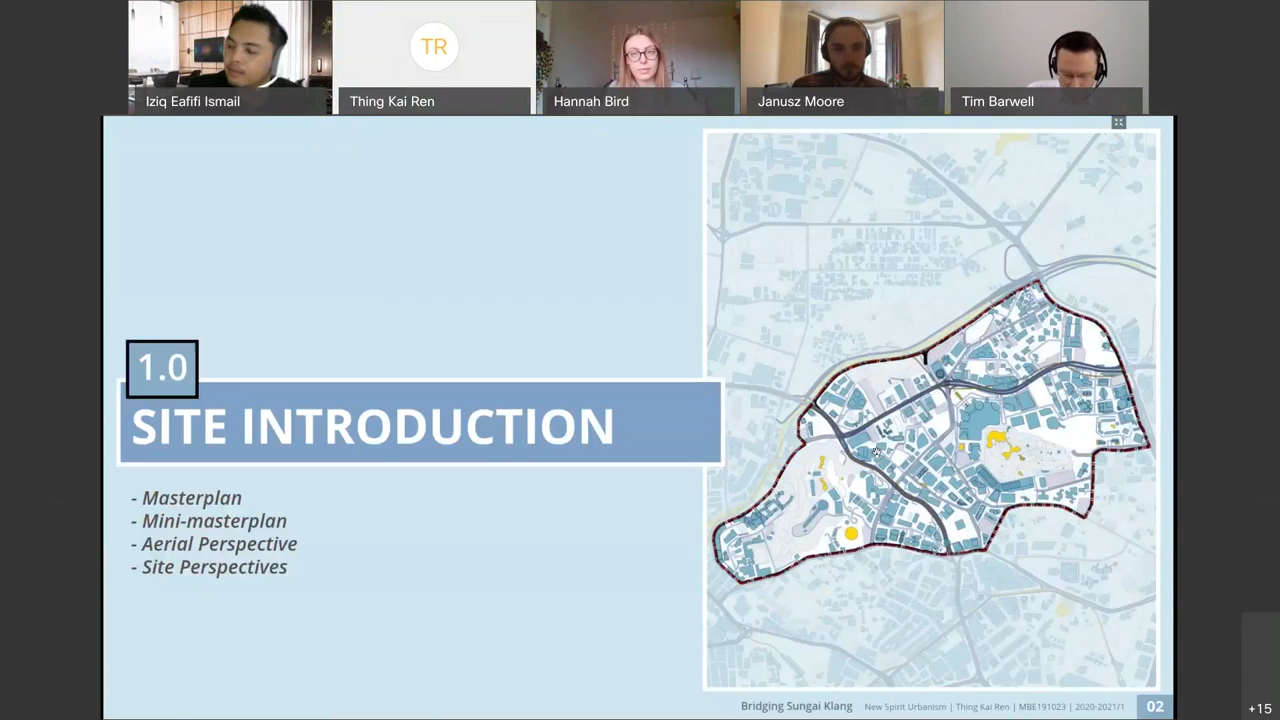 TR
Iziq Eafifi Ismail
Thing Kai Ren
Hannah Bird
Janusz Moore
Tim Barwell
1.0
SITE INTRODUCTION
- Masterplan
- Mini-masterplan
- Aerial Perspective
- Site Perspectives
Bridging Sungai Klang New Spirit Urbanism | Thing Kai Ren | MBE191023 | 2020-2021/1 02
+15